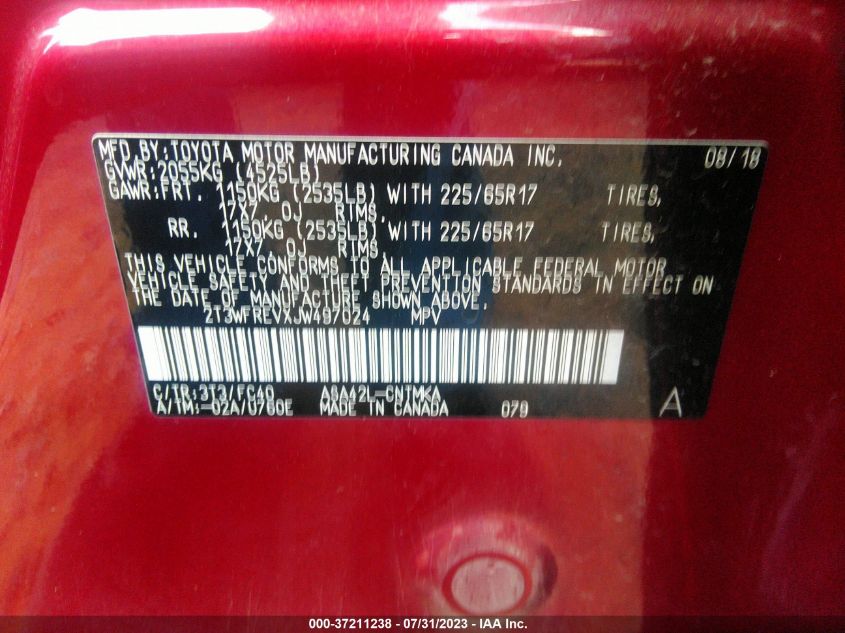 MFD. BY: TOYOTA MOTOR MANUFACTURING CANADA INC. 08/18
GVWR: 2055KG (4525LB)
GAWR: FRT. 1150KG (2535LB) WITH 225/65R17 TIRES,
17X7.0J RIMS,
RR. 1150KG (2535LB) WITH 225/65R17 TIRES,
17X7.0J RIMS,
THIS VEHICLE CONFORMS TO ALL APPLICABLE FEDERAL MOTOR
VEHICLE SAFETY AND THEFT PREVENTION STANDARDS IN EFFECT ON
THE DATE OF MANUFACTURE SHOWN ABOVE.
2T3WFREVXJW497024 MPV
C/TR: 3T3/FC40 ASA42L-CNTMKA
A/TM: -02A/U760E MADE IN CANADA 079 A
000-37211238 - 07/31/2023 - IAA Inc.